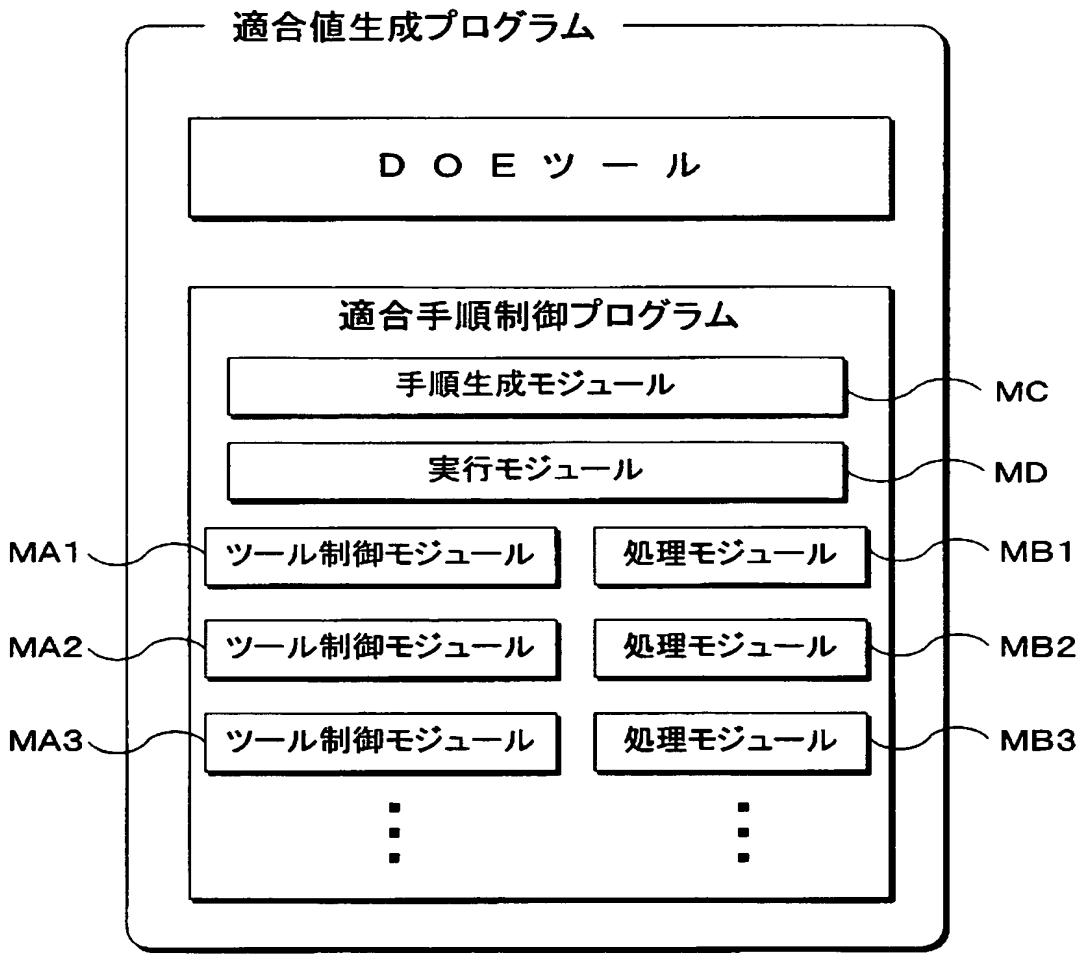 適合値生成プログラム
DOEツール
適合手順制御プログラム
手順生成モジュール MC
実行モジュール MD
MA1 ツール制御モジュール 処理モジュール MB1
MA2 ツール制御モジュール 処理モジュール MB2
MA3 ツール制御モジュール 処理モジュール MB3